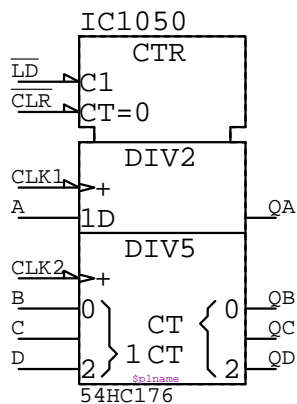 IC1050
CTR
LD C1
CLR CT=0
DIV2
CLK1 +
A 1D QA
DIV5
CLK2 +
B 0 0 QB
C 1 CT CT QC
D 2 2 QD
$plname
54HC176